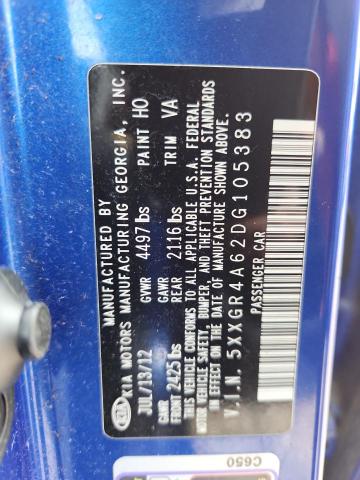 MANUFACTURED BY
KIA MOTORS MANUFACTURING GEORGIA, INC.
JUL/13/12 GVWR 4497 lbs PAINT HO
GAWR FRONT 2425 lbs GAWR REAR 2116 lbs TRIM VA
THIS VEHICLE CONFORMS TO ALL APPLICABLE U.S.A. FEDERAL
MOTOR VEHICLE SAFETY, BUMPER, AND THEFT PREVENTION STANDARDS
IN EFFECT ON THE DATE OF MANUFACTURE SHOWN ABOVE.
V.I.N. 5XXGR4A62DG105383
PASSENGER CAR
C650